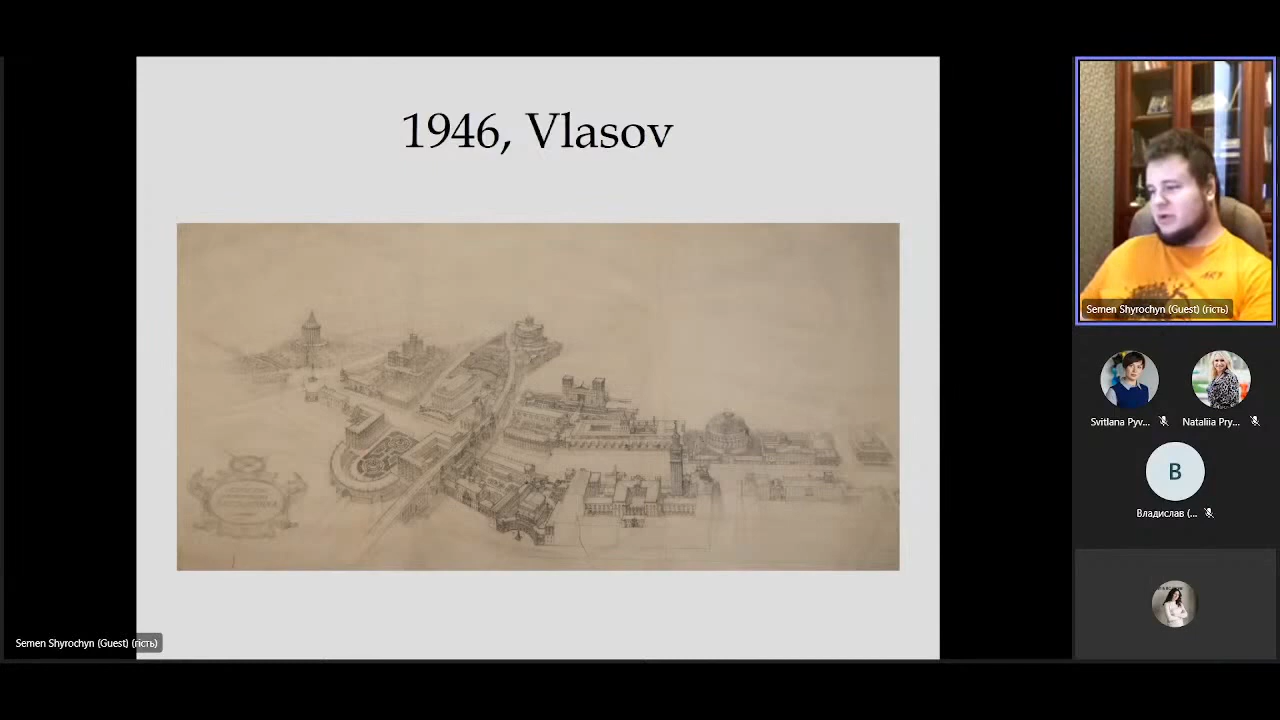 1946, Vlasov
Semen Shyrochyn (Guest) (гість)
Svitlana Pyv...
Nataliia Pry...
B
Владислав (...
Semen Shyrochyn (Guest) (гість)